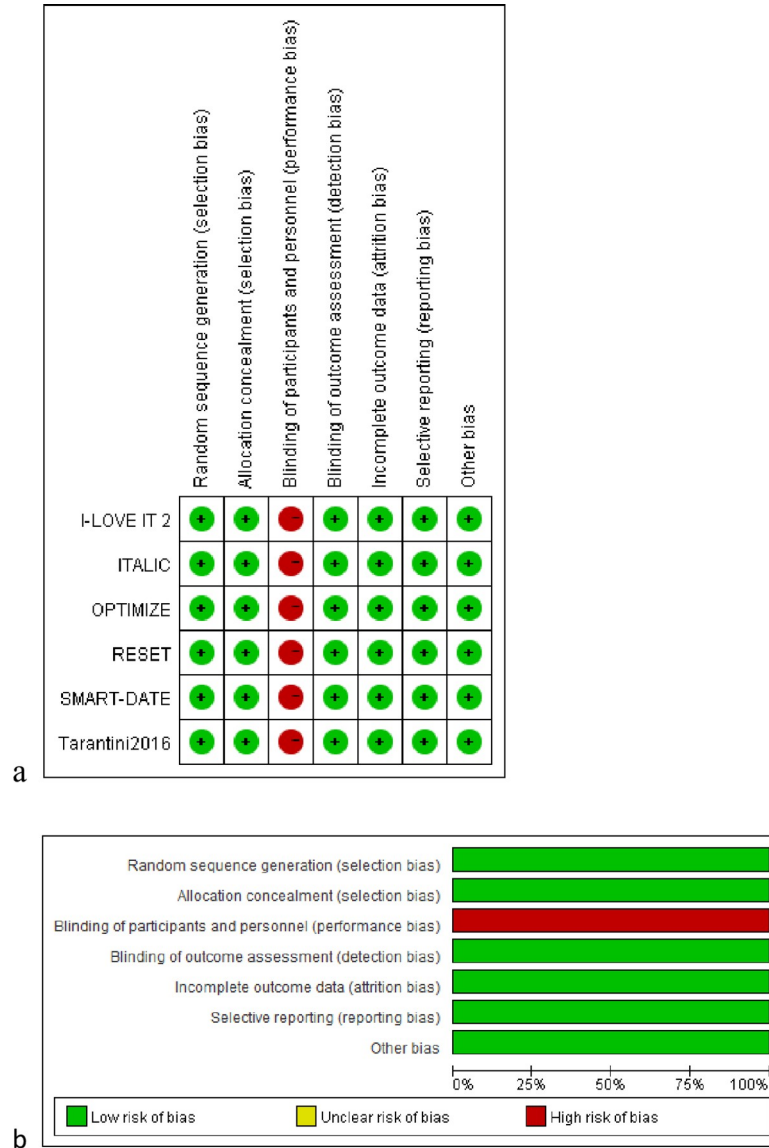 Random sequence generation (selection bias)
Allocation concealment (selection bias)
Blinding of participants and personnel (performance bias)
Blinding of outcome assessment (detection bias)
Incomplete outcome data (attrition bias)
Selective reporting (reporting bias)
Other bias
I-LOVE IT 2 + + - + + + +
ITALIC + + - + + + +
OPTIMIZE + + - + + + +
RESET + + - + + + +
SMART-DATE + + - + + + +
Tarantini2016 + + - + + + +
a
Random sequence generation (selection bias)
Allocation concealment (selection bias)
Blinding of participants and personnel (performance bias)
Blinding of outcome assessment (detection bias)
Incomplete outcome data (attrition bias)
Selective reporting (reporting bias)
Other bias
0% 25% 50% 75% 100%
Low risk of bias Unclear risk of bias High risk of bias
b